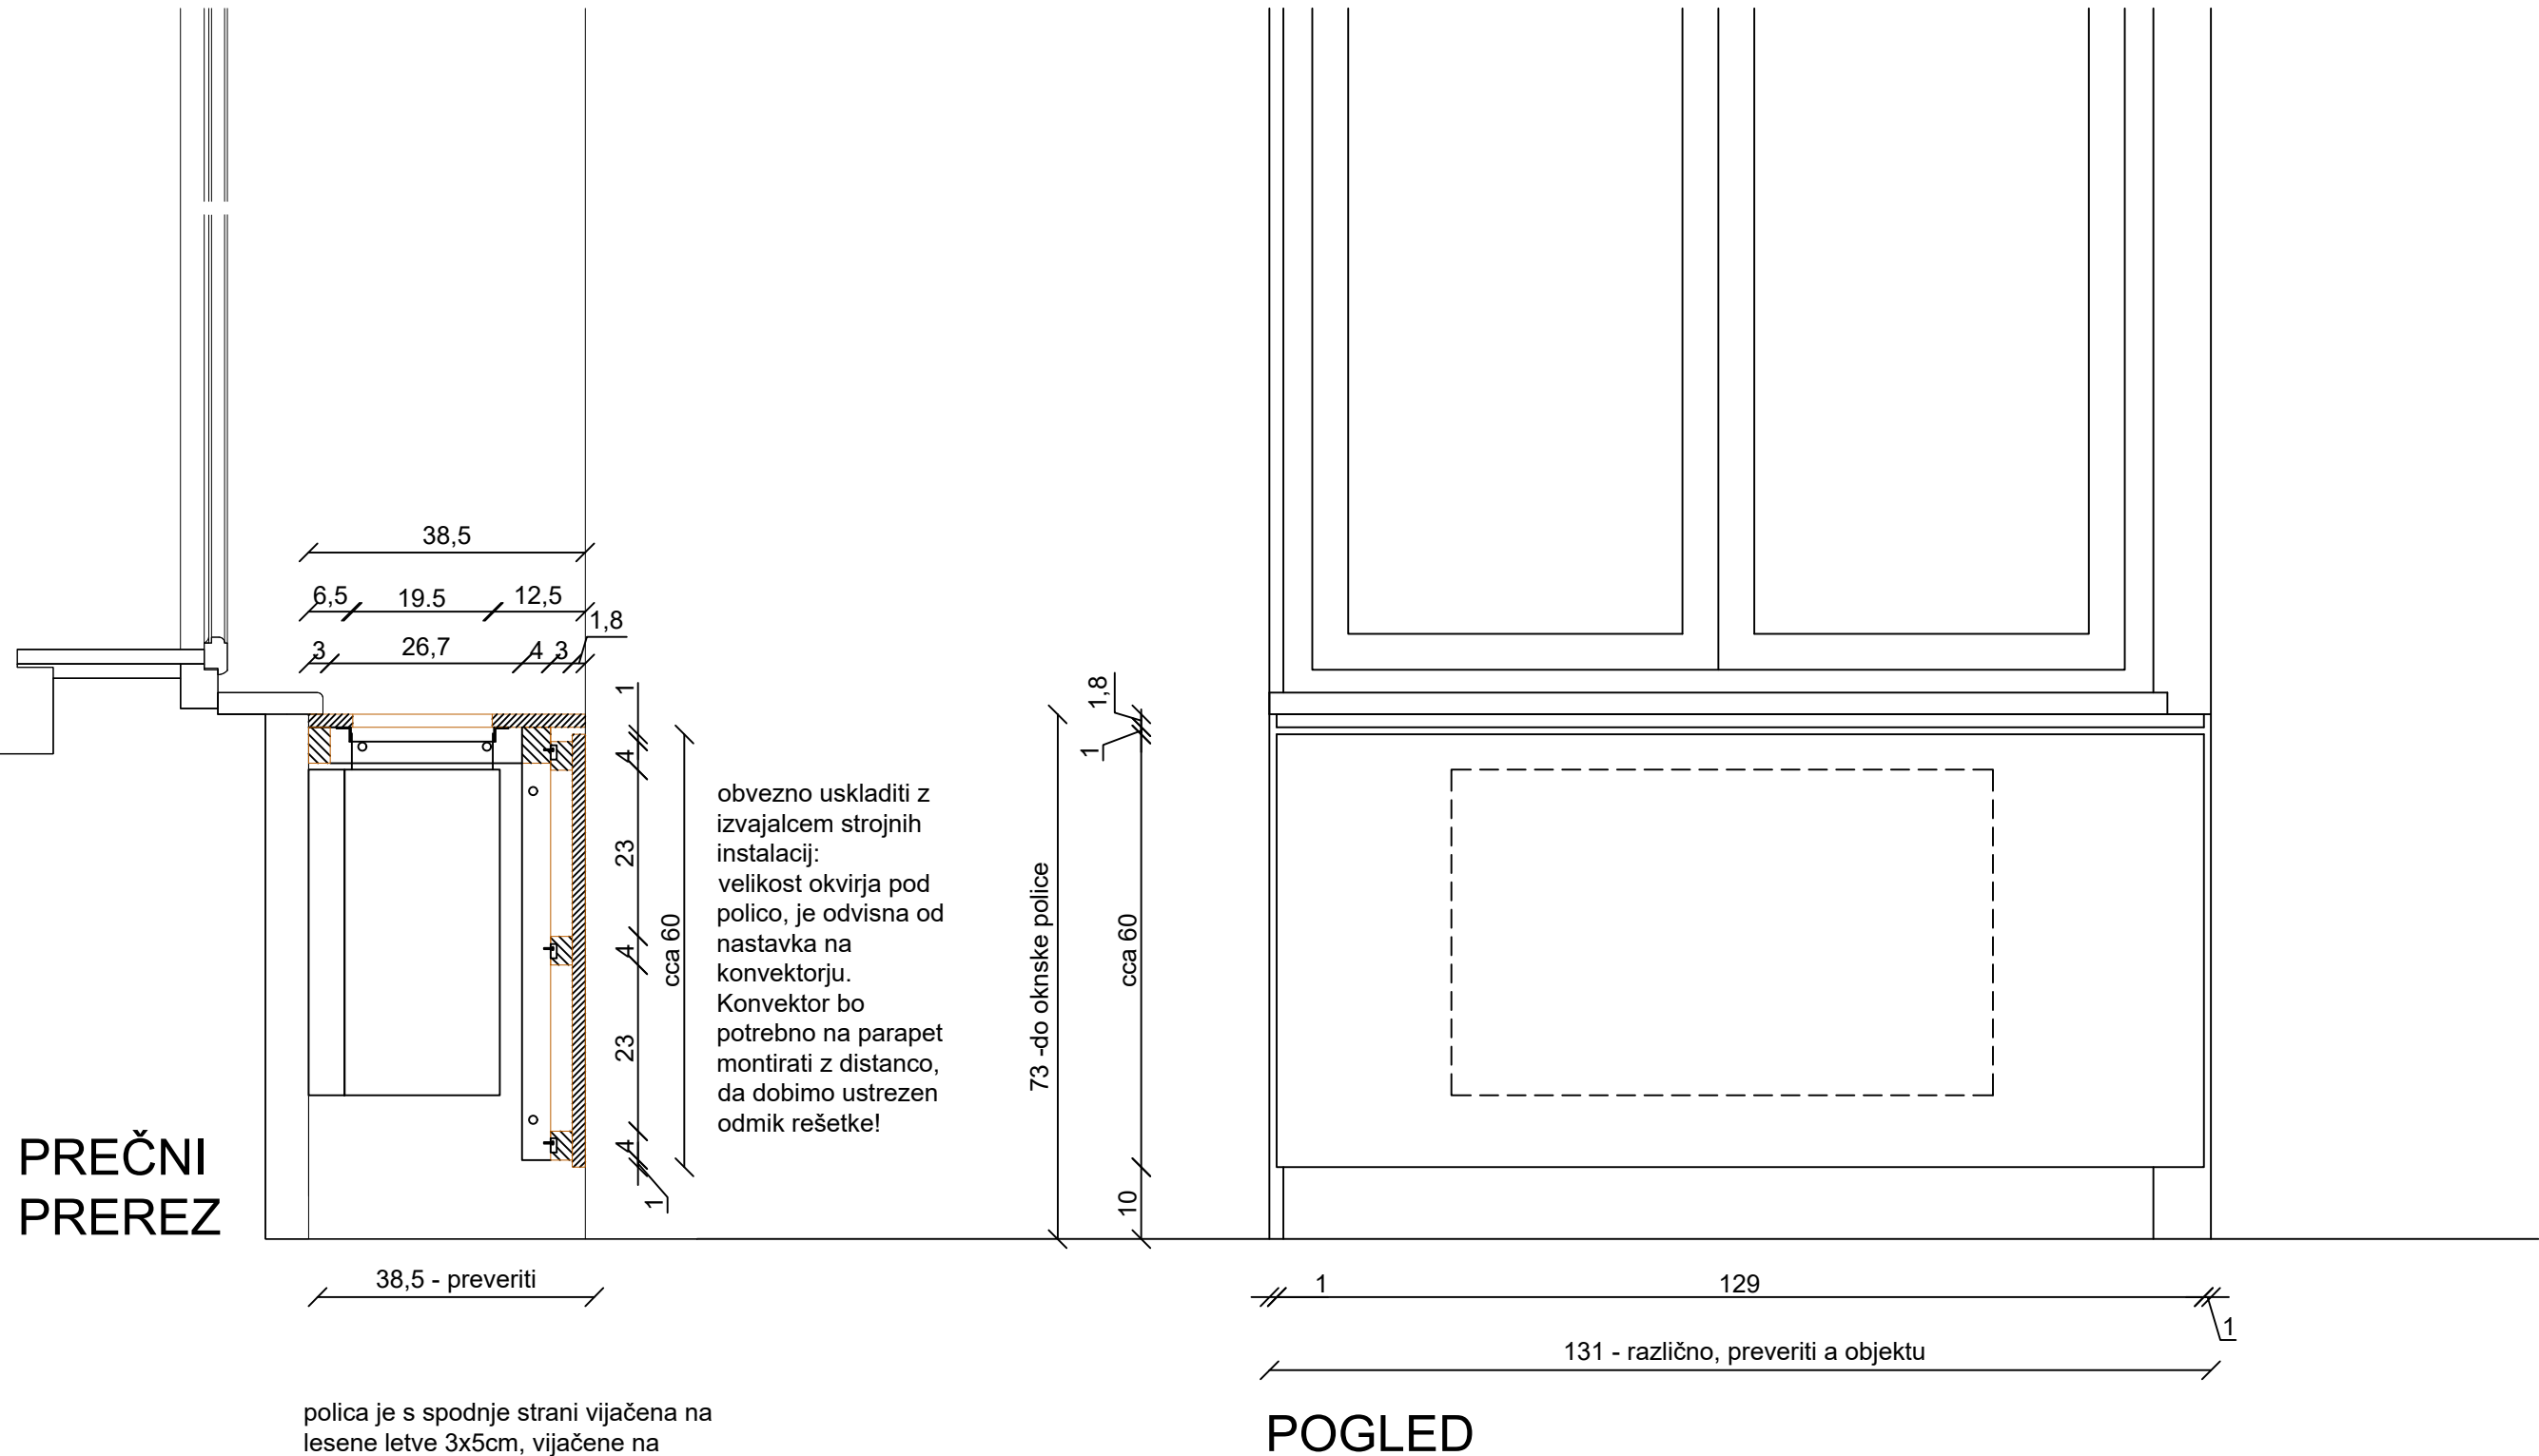 38,5
6,5 19.5 12,5
1,8
3 26,7 4 3
1
4
23
4
23
4
1
cca 60
obvezno uskladiti z
izvajalcem strojnih
instalacij:
velikost okvirja pod
polico, je odvisna od
nastavka na
konvektorju.
Konvektor bo
potrebno na parapet
montirati z distanco,
da dobimo ustrezen
odmik rešetke!
73 -do oknske police
1,8
1
cca 60
10
PREČNI
PREREZ
38,5 - preveriti
1 129
1
131 - različno, preveriti a objektu
polica je s spodnje strani vijačena na
lesene letve 3x5cm, vijačene na
POGLED